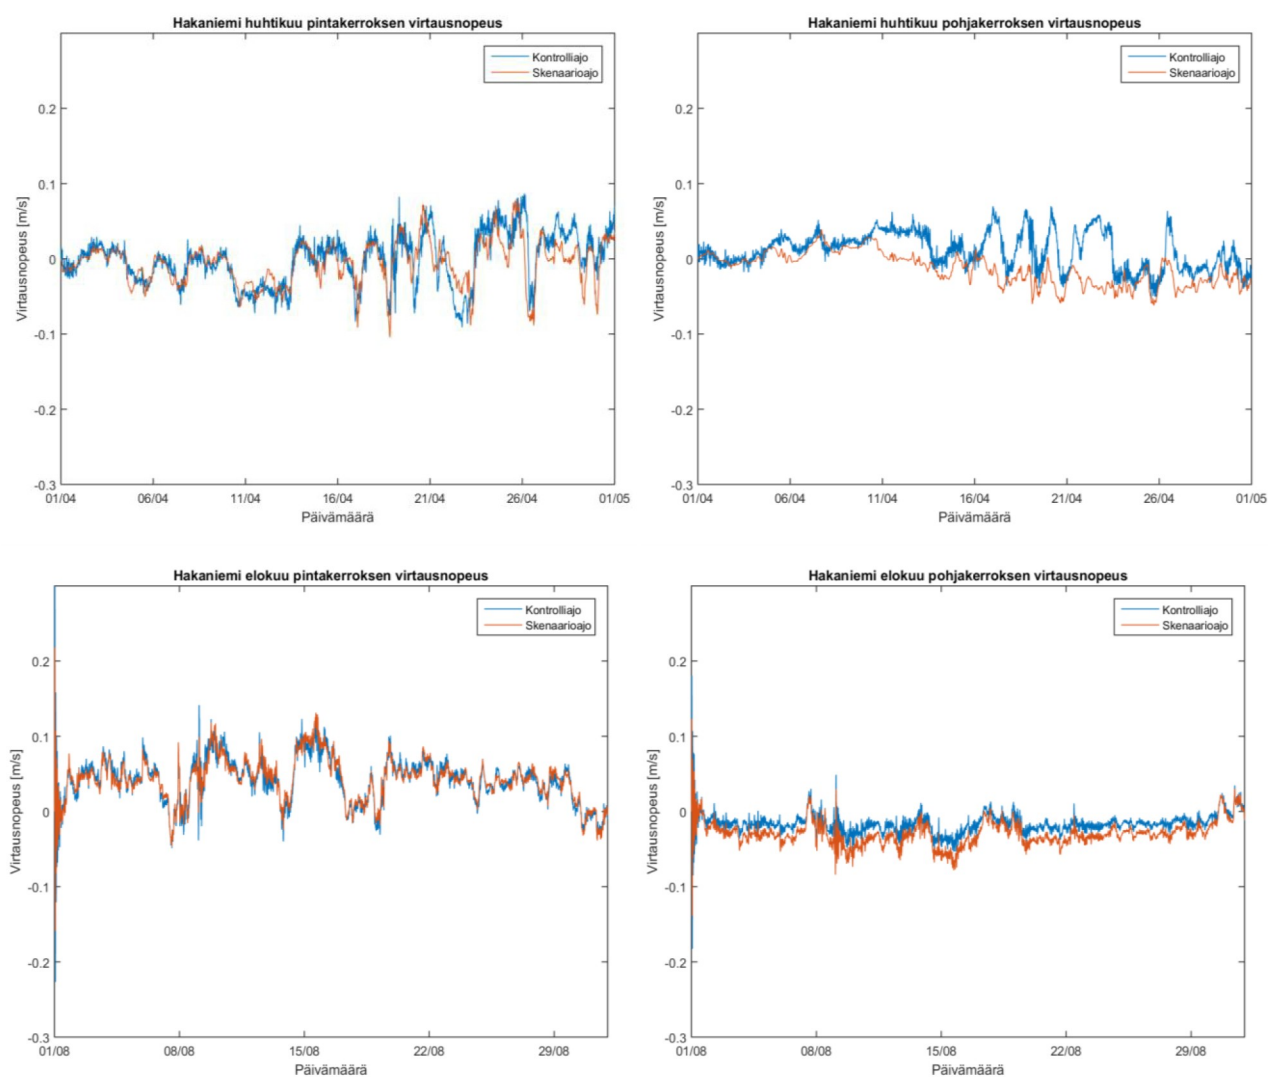 Hakaniemi huhtikuu pintakerroksen virtausnopeus
Kontrolliajo
Skenaarioajo
0.2
0.1
0
-0.1
-0.2
-0.3
Virtausnopeus [m/s]
01/04 06/04 11/04 16/04 21/04 26/04 01/05
Päivämäärä
Hakaniemi huhtikuu pohjakerroksen virtausnopeus
Kontrolliajo
Skenaarioajo
0.2
0.1
0
-0.1
-0.2
-0.3
Virtausnopeus [m/s]
01/04 06/04 11/04 16/04 21/04 26/04 01/05
Päivämäärä
Hakaniemi elokuu pintakerroksen virtausnopeus
Kontrolliajo
Skenaarioajo
0.2
0.1
0
-0.1
-0.2
-0.3
Virtausnopeus [m/s]
01/08 08/08 15/08 22/08 29/08
Päivämäärä
Hakaniemi elokuu pohjakerroksen virtausnopeus
Kontrolliajo
Skenaarioajo
0.2
0.1
0
-0.1
-0.2
-0.3
Virtausnopeus [m/s]
01/08 08/08 15/08 22/08 29/08
Päivämäärä